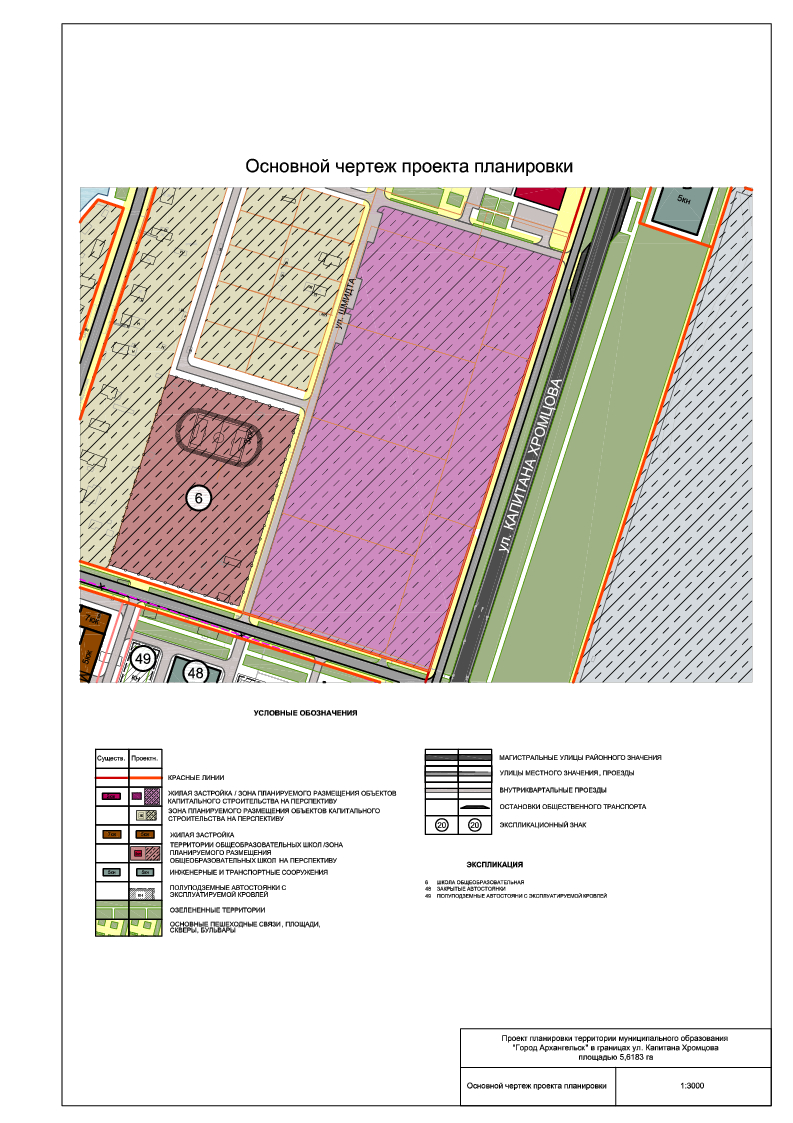 Основной чертеж проекта планировки
5кн
ул. ШМИДТА
ул. КАПИТАНА ХРОМЦОВА
6
7кж
5кж
49
кн
48
УСЛОВНЫЕ ОБОЗНАЧЕНИЯ
Существ. Проектн.
КРАСНЫЕ ЛИНИИ
ЖИЛАЯ ЗАСТРОЙКА / ЗОНА ПЛАНИРУЕМОГО РАЗМЕЩЕНИЯ ОБЪЕКТОВ
КАПИТАЛЬНОГО СТРОИТЕЛЬСТВА НА ПЕРСПЕКТИВУ
ЗОНА ПЛАНИРУЕМОГО РАЗМЕЩЕНИЯ ОБЪЕКТОВ КАПИТАЛЬНОГО
СТРОИТЕЛЬСТВА НА ПЕРСПЕКТИВУ
ЖИЛАЯ ЗАСТРОЙКА
ТЕРРИТОРИИ ОБЩЕОБРАЗОВАТЕЛЬНЫХ ШКОЛ /ЗОНА
ПЛАНИРУЕМОГО РАЗМЕЩЕНИЯ
ОБЩЕОБРАЗОВАТЕЛЬНЫХ ШКОЛ НА ПЕРСПЕКТИВУ
ИНЖЕНЕРНЫЕ И ТРАНСПОРТНЫЕ СООРУЖЕНИЯ
ПОЛУПОДЗЕМНЫЕ АВТОСТОЯНКИ С
ЭКСПЛУАТИРУЕМОЙ КРОВЛЕЙ
ОЗЕЛЕНЕННЫЕ ТЕРРИТОРИИ
ОСНОВНЫЕ ПЕШЕХОДНЫЕ СВЯЗИ, ПЛОЩАДИ,
СКВЕРЫ, БУЛЬВАРЫ
МАГИСТРАЛЬНЫЕ УЛИЦЫ РАЙОННОГО ЗНАЧЕНИЯ
УЛИЦЫ МЕСТНОГО ЗНАЧЕНИЯ, ПРОЕЗДЫ
ВНУТРИКВАРТАЛЬНЫЕ ПРОЕЗДЫ
ОСТАНОВКИ ОБЩЕСТВЕННОГО ТРАНСПОРТА
20 20 ЭКСПЛИКАЦИОННЫЙ ЗНАК
ЭКСПЛИКАЦИЯ
6 ШКОЛА ОБЩЕОБРАЗОВАТЕЛЬНАЯ
48 ЗАКРЫТЫЕ АВТОСТОЯНКИ
49 ПОЛУПОДЗЕМНЫЕ АВТОСТОЯНИ С ЭКСПЛУАТИРУЕМОЙ КРОВЛЕЙ
Проект планировки территории муниципального образования
"Город Архангельск" в границах ул. Капитана Хромцова
площадью 5,6183 га
Основной чертеж проекта планировки
1:3000